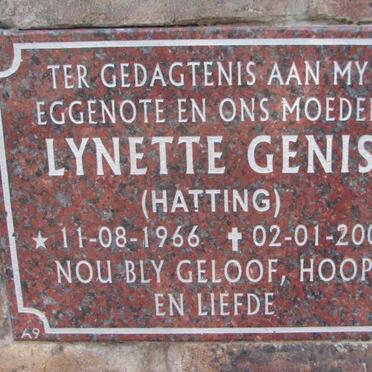 TER GEDAGTENIS AAN MY
EGGENOTE EN ONS MOEDER
LYNETTE GENIS
(HATTING)
★ 11-08-1966 ✝ 02-01-200
NOU BLY GELOOF, HOOP
EN LIEFDE
A9